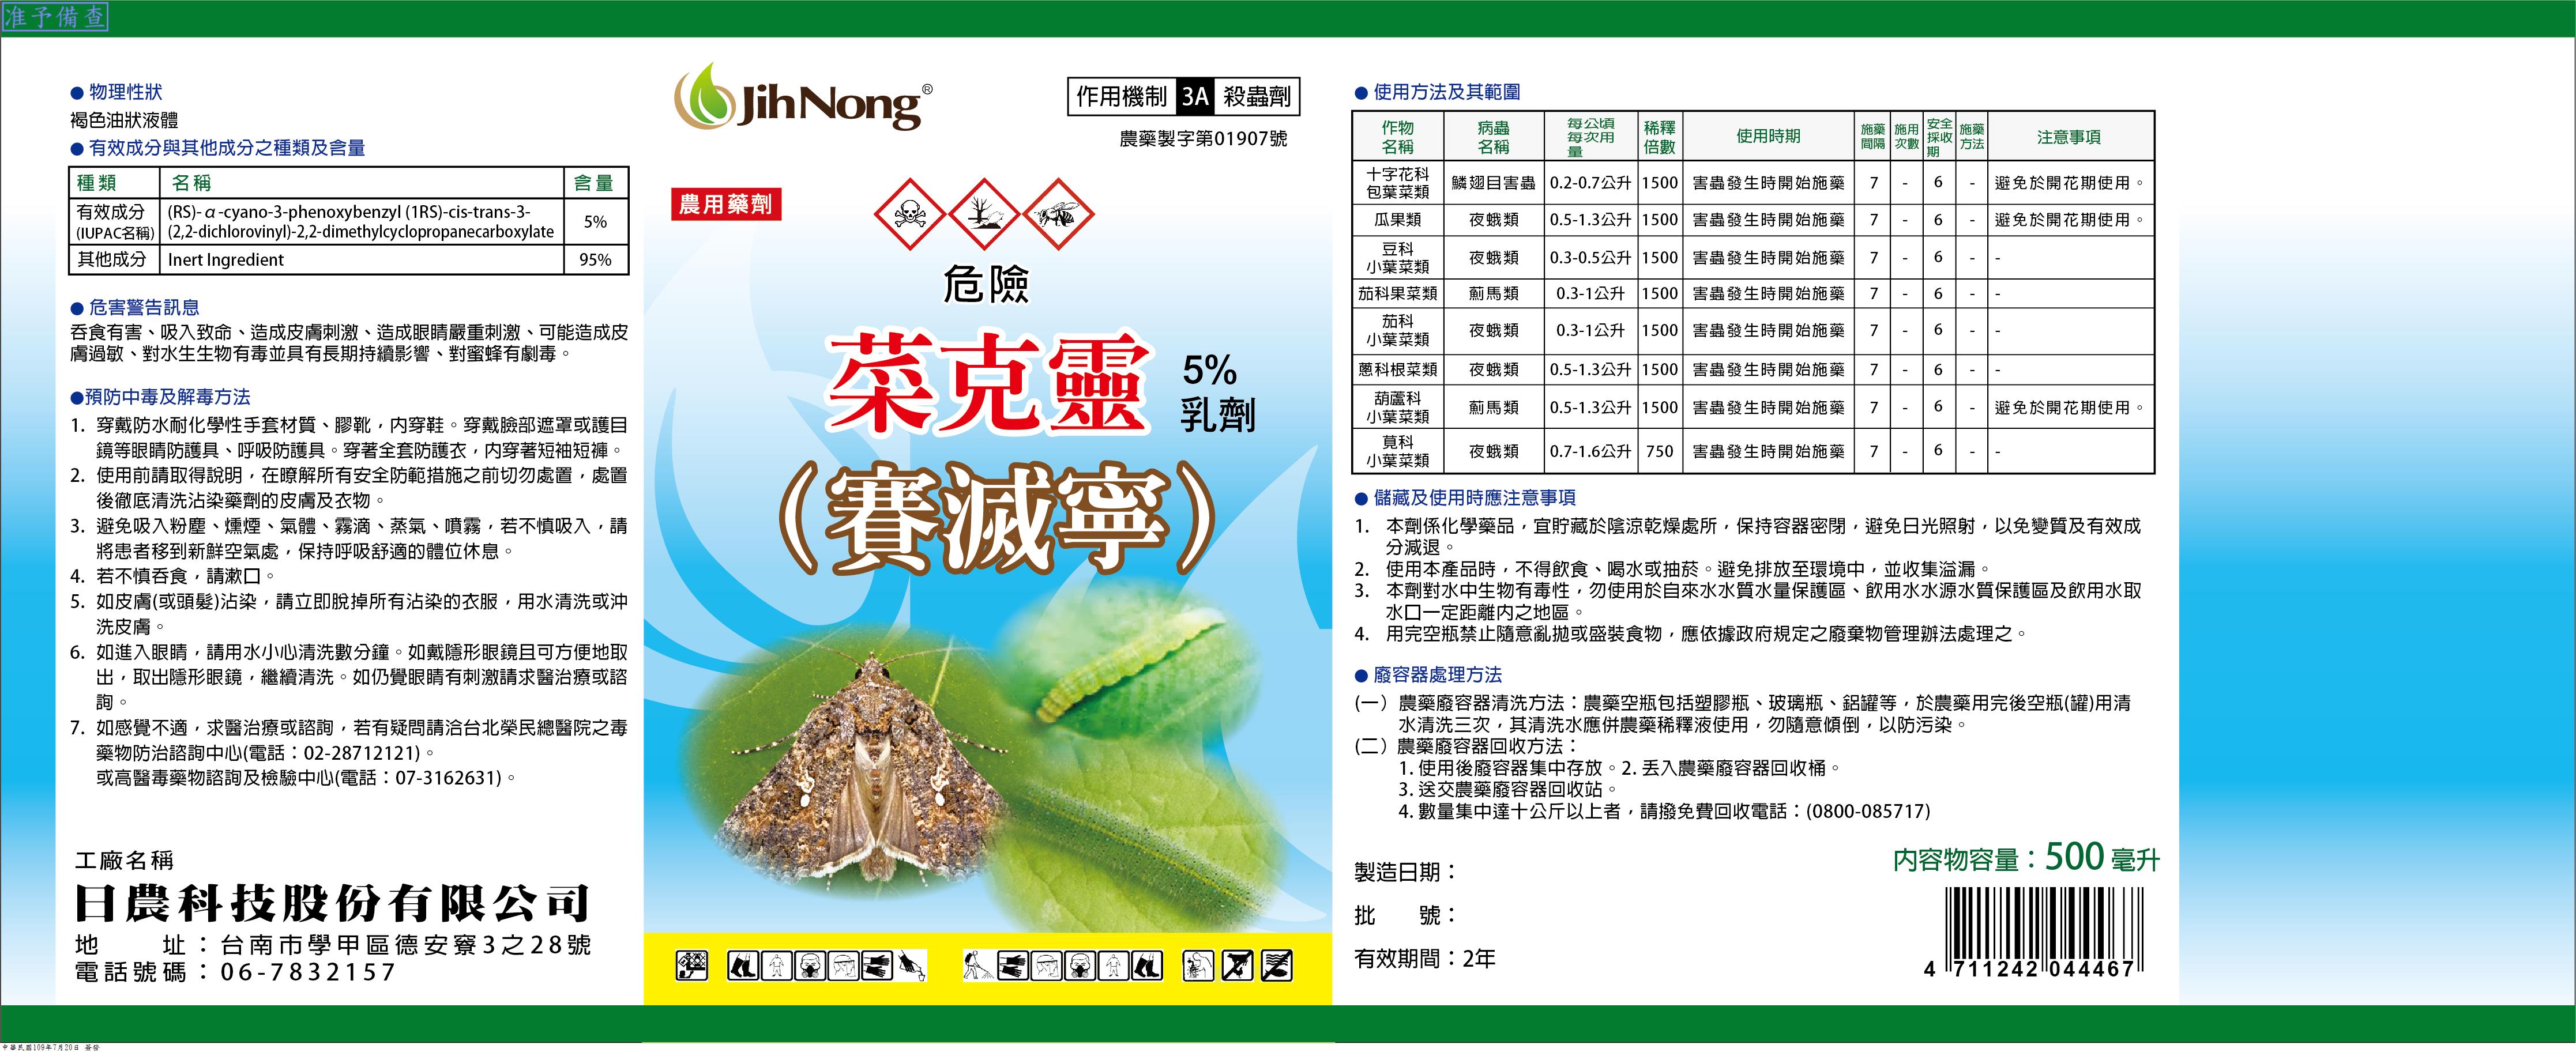 准予備查
● 物理性狀
褐色油狀液體
● 有效成分與其他成分之種類及含量
種類 名稱 含量
有效成分 (IUPAC名稱) (RS)-α-cyano-3-phenoxybenzyl (1RS)-cis-trans-3-
(2,2-dichlorovinyl)-2,2-dimethylcyclopropanecarboxylate 5%
其他成分 Inert Ingredient 95%
● 危害警告訊息
吞食有害、吸入致命、造成皮膚刺激、造成眼睛嚴重刺激、可能造成皮
膚過敏、對水生生物有毒並具有長期持續影響、對蜜蜂有劇毒。
●預防中毒及解毒方法
1. 穿戴防水耐化學性手套材質、膠靴，内穿鞋。穿戴臉部遮罩或護目
鏡等眼睛防護具、呼吸防護具。穿著全套防護衣，内穿著短袖短褲。
2. 使用前請取得說明，在瞭解所有安全防範措施之前切勿處置，處置
後徹底清洗沾染藥劑的皮膚及衣物。
3. 避免吸入粉塵、燻煙、氣體、霧滴、蒸氣、噴霧，若不慎吸入，請
將患者移到新鮮空氣處，保持呼吸舒適的體位休息。
4. 若不慎吞食，請漱口。
5. 如皮膚(或頭髮)沾染，請立即脫掉所有沾染的衣服，用水清洗或沖
洗皮膚。
6. 如進入眼睛，請用水小心清洗數分鐘。如戴隱形眼鏡且可方便地取
出，取出隱形眼鏡，繼續清洗。如仍覺眼睛有刺激請求醫治療或諮
詢。
7. 如感覺不適，求醫治療或諮詢，若有疑問請洽台北榮民總醫院之毒
藥物防治諮詢中心(電話：02-28712121)。
或高醫毒藥物諮詢及檢驗中心(電話：07-3162631)。
工廠名稱
日農科技股份有限公司
地　　址：台南市學甲區德安寮3之28號
電話號碼：06-7832157
JihNong®
作用機制 3A 殺蟲劑
農藥製字第01907號
農用藥劑
危險
菜克靈
5%
乳劑
（賽滅寧）
● 使用方法及其範圍
作物名稱 病蟲名稱 每公頃每次用量 稀釋倍數 使用時期 施藥間隔 施用次數 安全採收期 施藥方法 注意事項
十字花科包葉菜類 鱗翅目害蟲 0.2-0.7公升 1500 害蟲發生時開始施藥 7 - 6 - 避免於開花期使用。
瓜果類 夜蛾類 0.5-1.3公升 1500 害蟲發生時開始施藥 7 - 6 - 避免於開花期使用。
豆科小葉菜類 夜蛾類 0.3-0.5公升 1500 害蟲發生時開始施藥 7 - 6 - -
茄科果菜類 薊馬類 0.3-1公升 1500 害蟲發生時開始施藥 7 - 6 - -
茄科小葉菜類 夜蛾類 0.3-1公升 1500 害蟲發生時開始施藥 7 - 6 - -
蔥科根菜類 夜蛾類 0.5-1.3公升 1500 害蟲發生時開始施藥 7 - 6 - -
葫蘆科小葉菜類 薊馬類 0.5-1.3公升 1500 害蟲發生時開始施藥 7 - 6 - 避免於開花期使用。
莧科小葉菜類 夜蛾類 0.7-1.6公升 750 害蟲發生時開始施藥 7 - 6 - -
● 儲藏及使用時應注意事項
1. 本劑係化學藥品，宜貯藏於陰涼乾燥處所，保持容器密閉，避免日光照射，以免變質及有效成
分減退。
2. 使用本產品時，不得飲食、喝水或抽菸。避免排放至環境中，並收集溢漏。
3. 本劑對水中生物有毒性，勿使用於自來水水質水量保護區、飲用水水源水質保護區及飲用水取
水口一定距離内之地區。
4. 用完空瓶禁止隨意亂拋或盛裝食物，應依據政府規定之廢棄物管理辦法處理之。
● 廢容器處理方法
(一）農藥廢容器清洗方法：農藥空瓶包括塑膠瓶、玻璃瓶、鋁罐等，於農藥用完後空瓶(罐)用清
水清洗三次，其清洗水應併農藥稀釋液使用，勿隨意傾倒，以防污染。
(二）農藥廢容器回收方法：
1. 使用後廢容器集中存放。2. 丟入農藥廢容器回收桶。
3. 送交農藥廢容器回收站。
4. 數量集中達十公斤以上者，請撥免費回收電話：(0800-085717)
内容物容量：500 毫升
製造日期：
批　　號：
有效期間：2年
4 711242 044467
中華民國109年7月20日 簽發